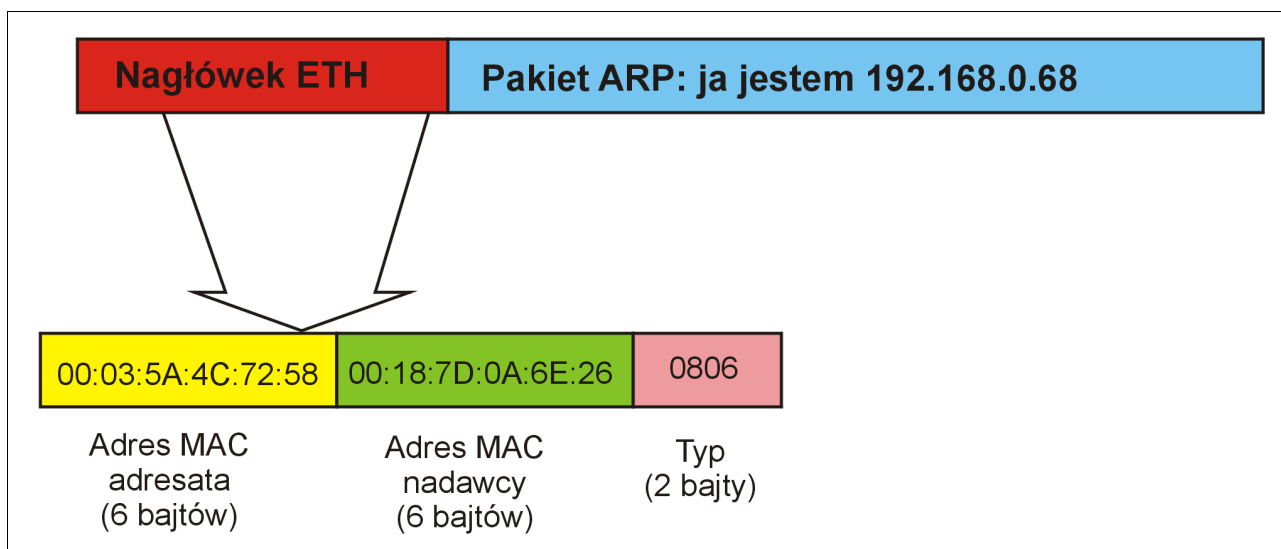 Nagłówek ETH
Pakiet ARP: ja jestem 192.168.0.68
00:03:5A:4C:72:58
00:18:7D:0A:6E:26
0806
Adres MAC
adresata
(6 bajtów)
Adres MAC
nadawcy
(6 bajtów)
Typ
(2 bajty)